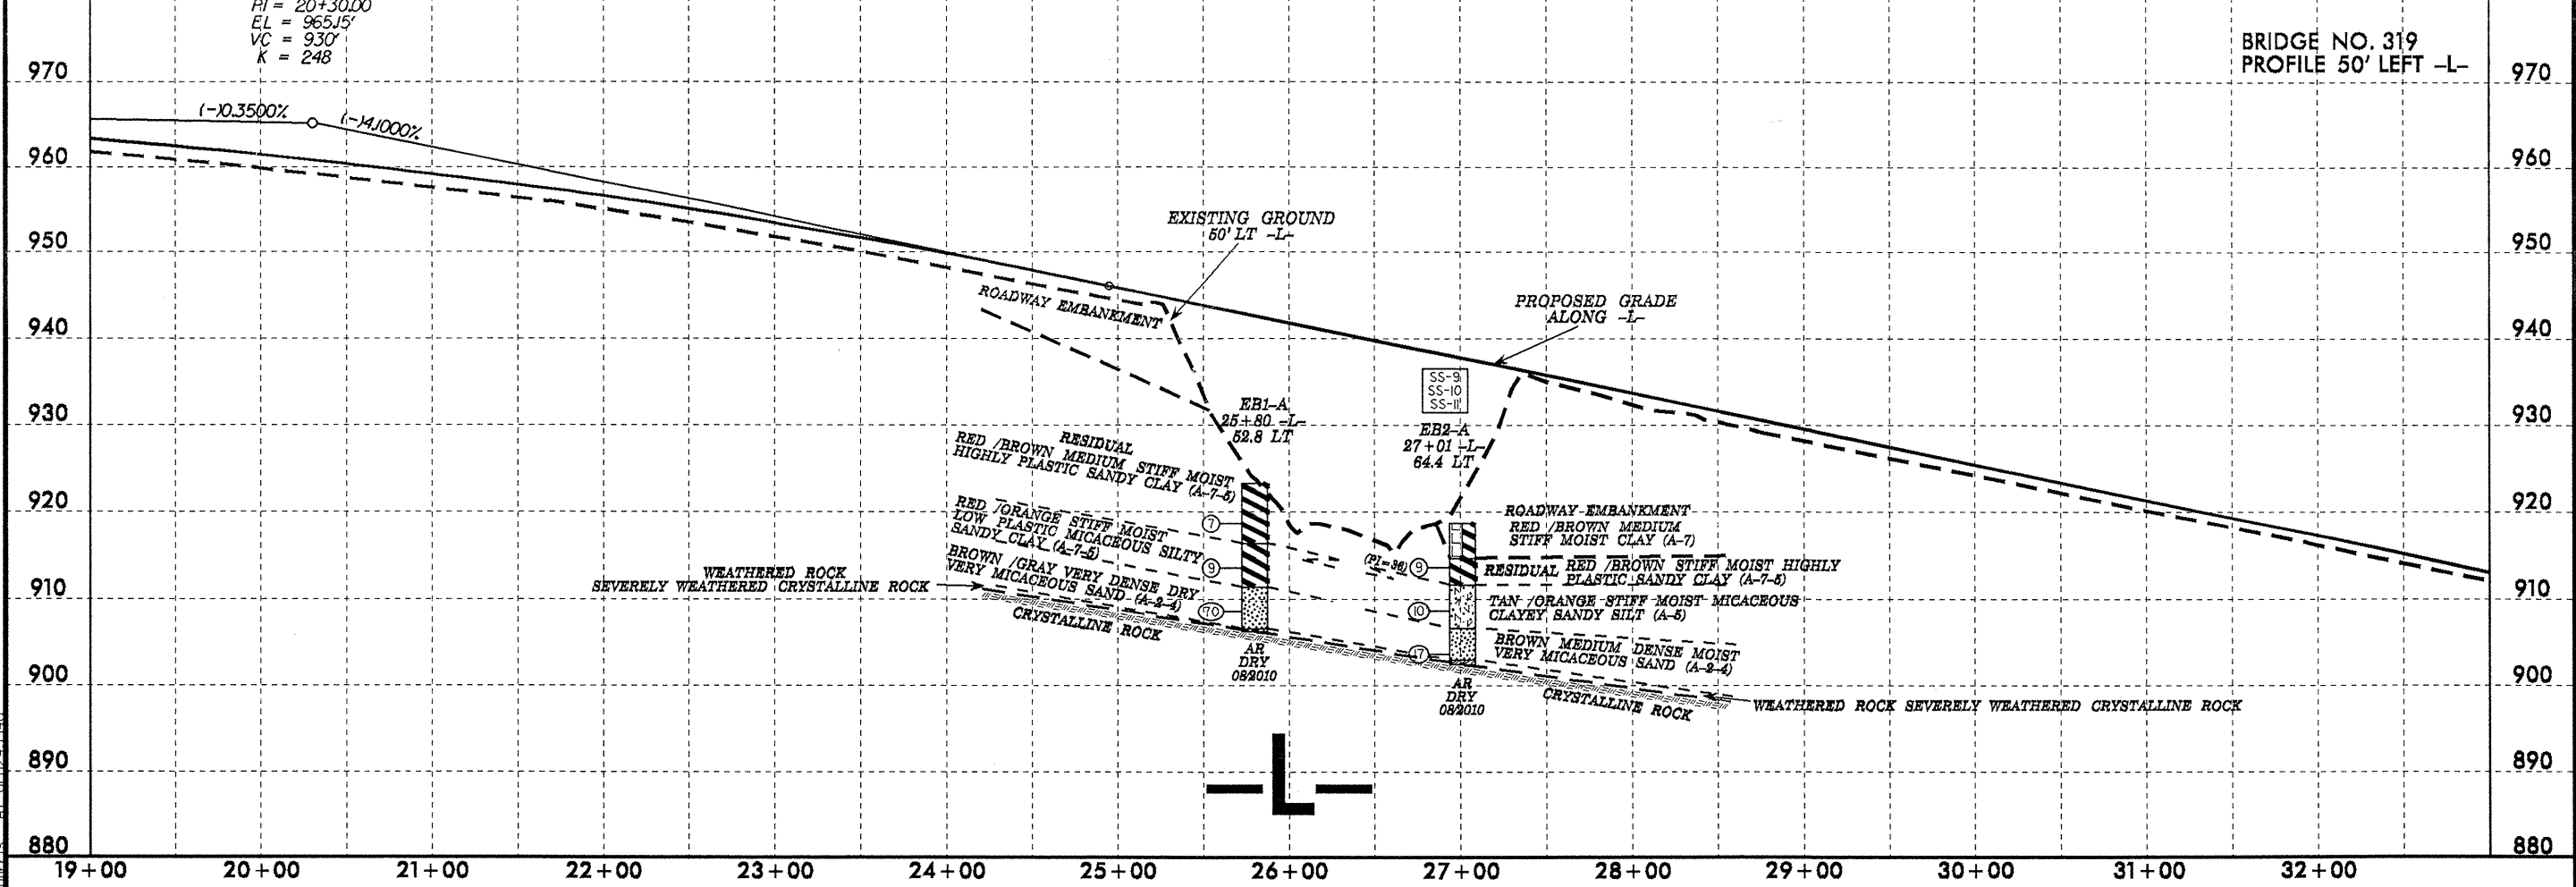 PI = 20+30.00
EL = 965.15'
VC = 930'
K = 248
BRIDGE NO. 319
PROFILE 50' LEFT -L-
970
970
(-)0.3500%
(-)4.1000%
960
960
EXISTING GROUND
50' LT -L-
950
950
ROADWAY EMBANKMENT
PROPOSED GRADE
ALONG -L-
940
940
SS-9
SS-10
SS-11
EB1-A
25+80 -L-
52.8 LT
930
930
EB2-A
27+01 -L-
64.4 LT
RESIDUAL
RED /BROWN MEDIUM STIFF MOIST
HIGHLY PLASTIC SANDY CLAY (A-7-5)
920
920
7
RED /ORANGE STIFF MOIST
LOW PLASTIC MICACEOUS SILTY
SANDY CLAY (A-7-5)
9
ROADWAY EMBANKMENT
RED /BROWN MEDIUM
STIFF MOIST CLAY (A-7)
(PI=36)
9
RESIDUAL RED /BROWN STIFF MOIST HIGHLY
PLASTIC SANDY CLAY (A-7-5)
BROWN /GRAY VERY DENSE DRY
VERY MICACEOUS SAND (A-2-4)
70
WEATHERED ROCK
SEVERELY WEATHERED CRYSTALLINE ROCK
910
910
10
TAN /ORANGE STIFF MOIST MICACEOUS
CLAYEY SANDY SILT (A-5)
CRYSTALLINE ROCK
17
BROWN MEDIUM DENSE MOIST
VERY MICACEOUS SAND (A-2-4)
AR
DRY
08/2010
900
900
AR
DRY
08/2010
CRYSTALLINE ROCK
WEATHERED ROCK SEVERELY WEATHERED CRYSTALLINE ROCK
-L-
890
890
880
880
19+00 20+00 21+00 22+00 23+00 24+00 25+00 26+00 27+00 28+00 29+00 30+00 31+00 32+00